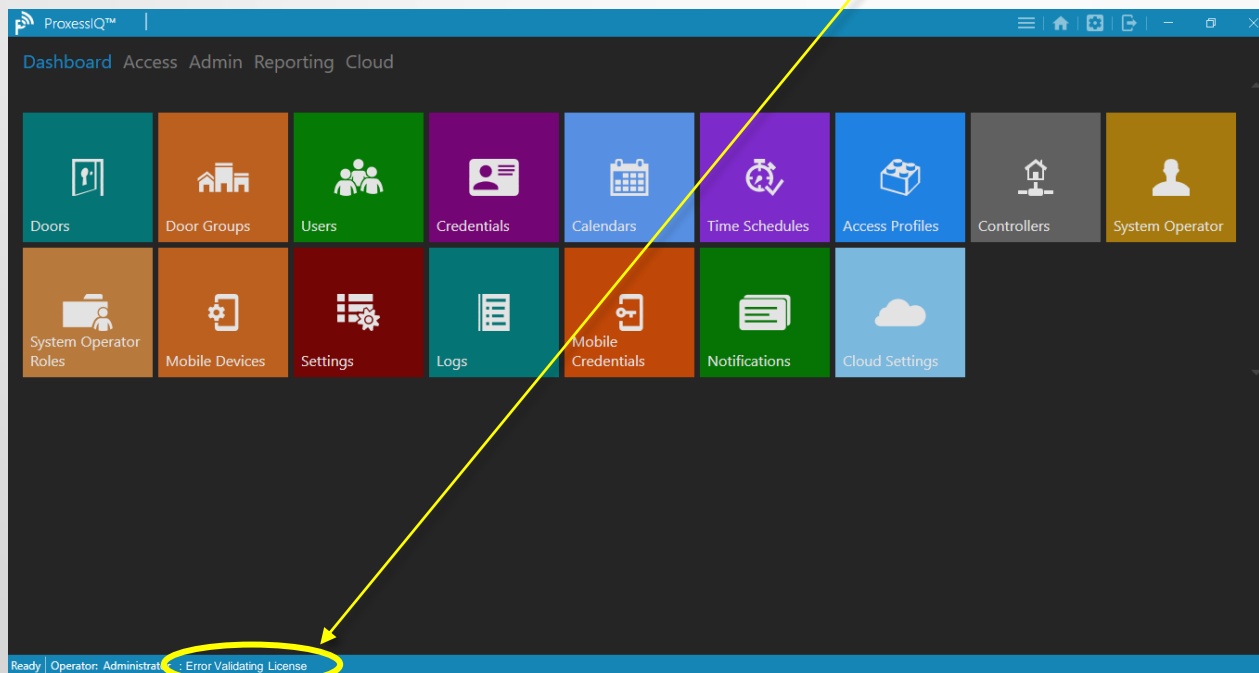 ProxessIQ™
Dashboard Access Admin Reporting Cloud
Doors
Door Groups
Users
Credentials
Calendars
Time Schedules
Access Profiles
Controllers
System Operator
System Operator
Roles
Mobile Devices
Settings
Logs
Mobile
Credentials
Notifications
Cloud Settings
Ready Operator: Administrator : Error Validating License